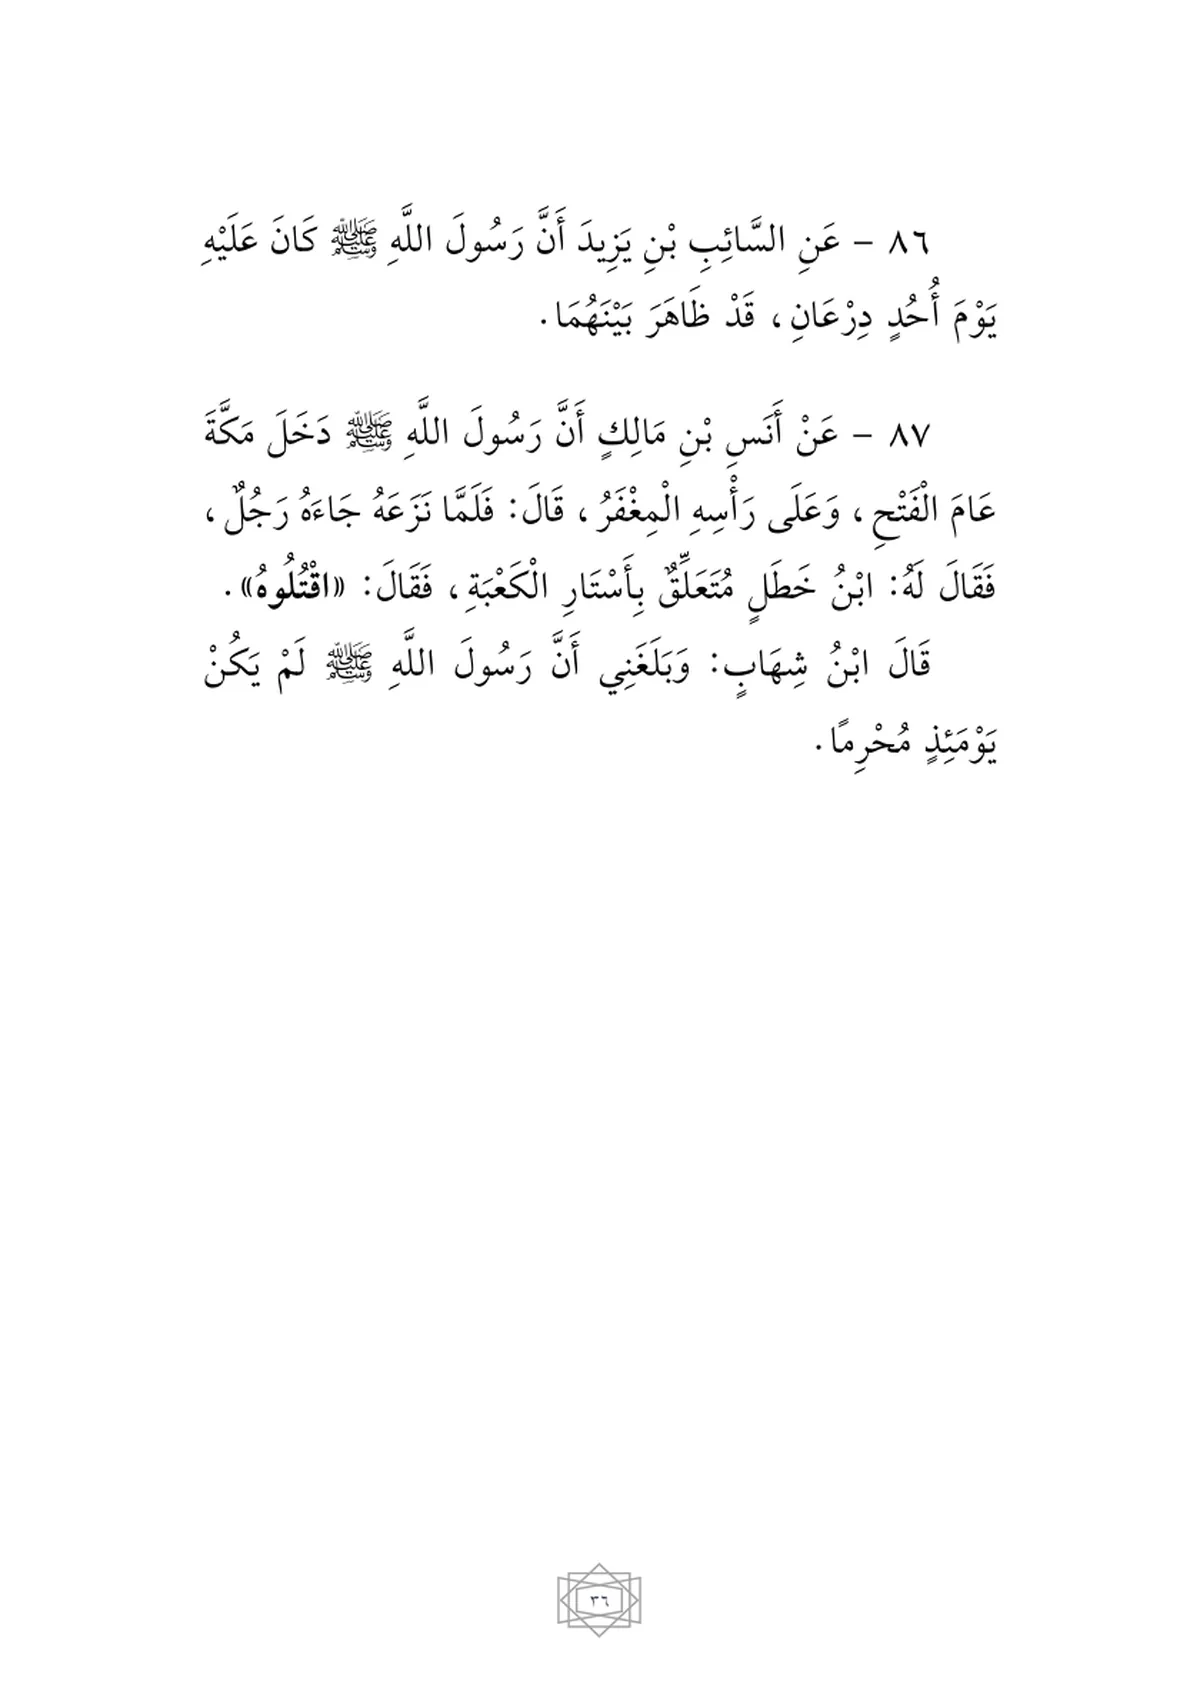 ٨٦ – عَنِ السَّائِبِ بْنِ يَزِيدَ أَنَّ رَسُولَ اللَّهِ ﷺ كَانَ عَلَيْهِ
يَوْمَ أُحُدٍ دِرْعَانِ، قَدْ ظَاهَرَ بَيْنَهُمَا.
٨٧ – عَنْ أَنَسِ بْنِ مَالِكٍ أَنَّ رَسُولَ اللَّهِ ﷺ دَخَلَ مَكَّةَ
عَامَ الْفَتْحِ، وَعَلَى رَأْسِهِ الْمِغْفَرُ، قَالَ: فَلَمَّا نَزَعَهُ جَاءَهُ رَجُلٌ،
فَقَالَ لَهُ: ابْنُ خَطَلٍ مُتَعَلِّقٌ بِأَسْتَارِ الْكَعْبَةِ، فَقَالَ: «اقْتُلُوهُ».
قَالَ ابْنُ شِهَابٍ: وَبَلَغَنِي أَنَّ رَسُولَ اللَّهِ ﷺ لَمْ يَكُنْ
يَوْمَئِذٍ مُحْرِمًا.
٣٦